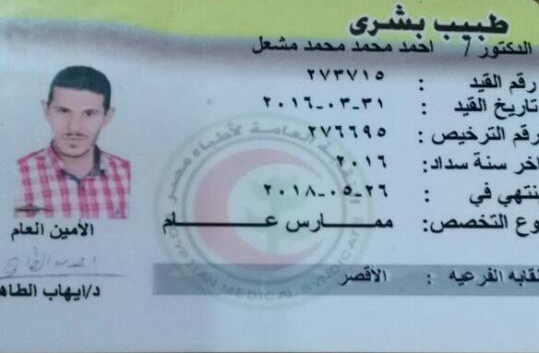 طبيب بشرى
الدكتور / احمد محمد محمد مشعل
رقم القيد : ٢٧٣٧١٥
تاريخ القيد : ٣١-٠٣-٢٠١٦
رقم الترخيص : ٢٧٦٦٩٥
اخر سنة سداد: ٢٠١٦
ينتهي في : ٢٦-٠٥-٢٠١٨
نوع التخصص: ممارس عام
النقابه الفرعيه : الأقصر
الأمين العام
د/ايهاب الطاهر
النقابة العامة لأطباء مصر
EGYPTIAN MEDICAL SYNDICATE